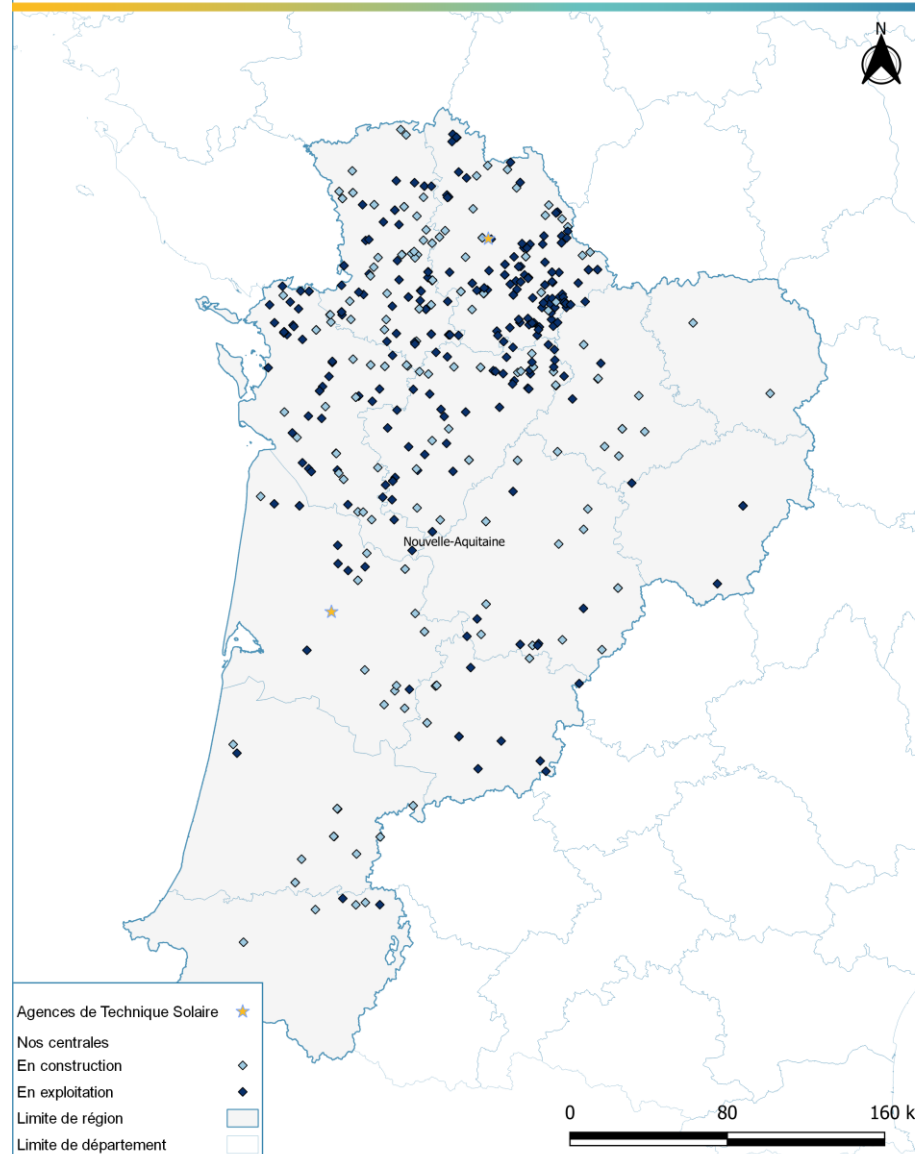 N
Nouvelle-Aquitaine
Agences de Technique Solaire
Nos centrales
En construction
En exploitation
Limite de région
Limite de département
0 80 160 k